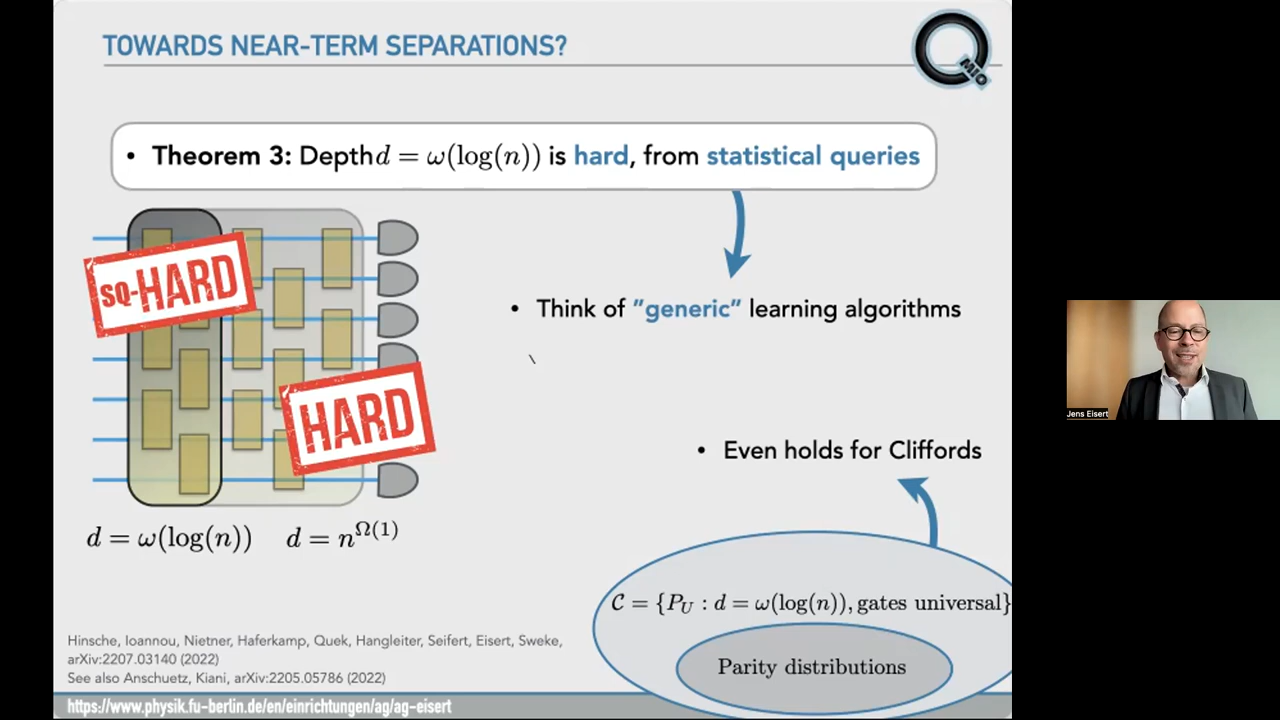 TOWARDS NEAR-TERM SEPARATIONS?
QMIO
• Theorem 3: Depth d = ω(log(n)) is hard, from statistical queries
SQ-HARD
HARD
• Think of "generic" learning algorithms
• Even holds for Cliffords
d = ω(log(n)) d = n^Ω(1)
C = {P_U : d = ω(log(n)), gates universal}
Parity distributions
Hinsche, Ioannou, Nietner, Haferkamp, Quek, Hangleiter, Seifert, Eisert, Sweke,
arXiv:2207.03140 (2022)
See also Anschuetz, Kiani, arXiv:2205.05786 (2022)
https://www.physik.fu-berlin.de/en/einrichtungen/ag/ag-eisert
Jens Eisert